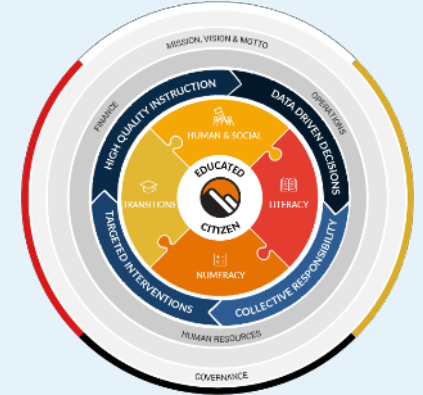 MISSION, VISION & MOTTO
FINANCE
OPERATIONS
HIGH QUALITY INSTRUCTION
DATA DRIVEN DECISIONS
HUMAN & SOCIAL
EDUCATED
TRANSITIONS
LITERACY
CITIZEN
NUMERACY
TARGETED INTERVENTIONS
COLLECTIVE RESPONSIBILITY
HUMAN RESOURCES
GOVERNANCE